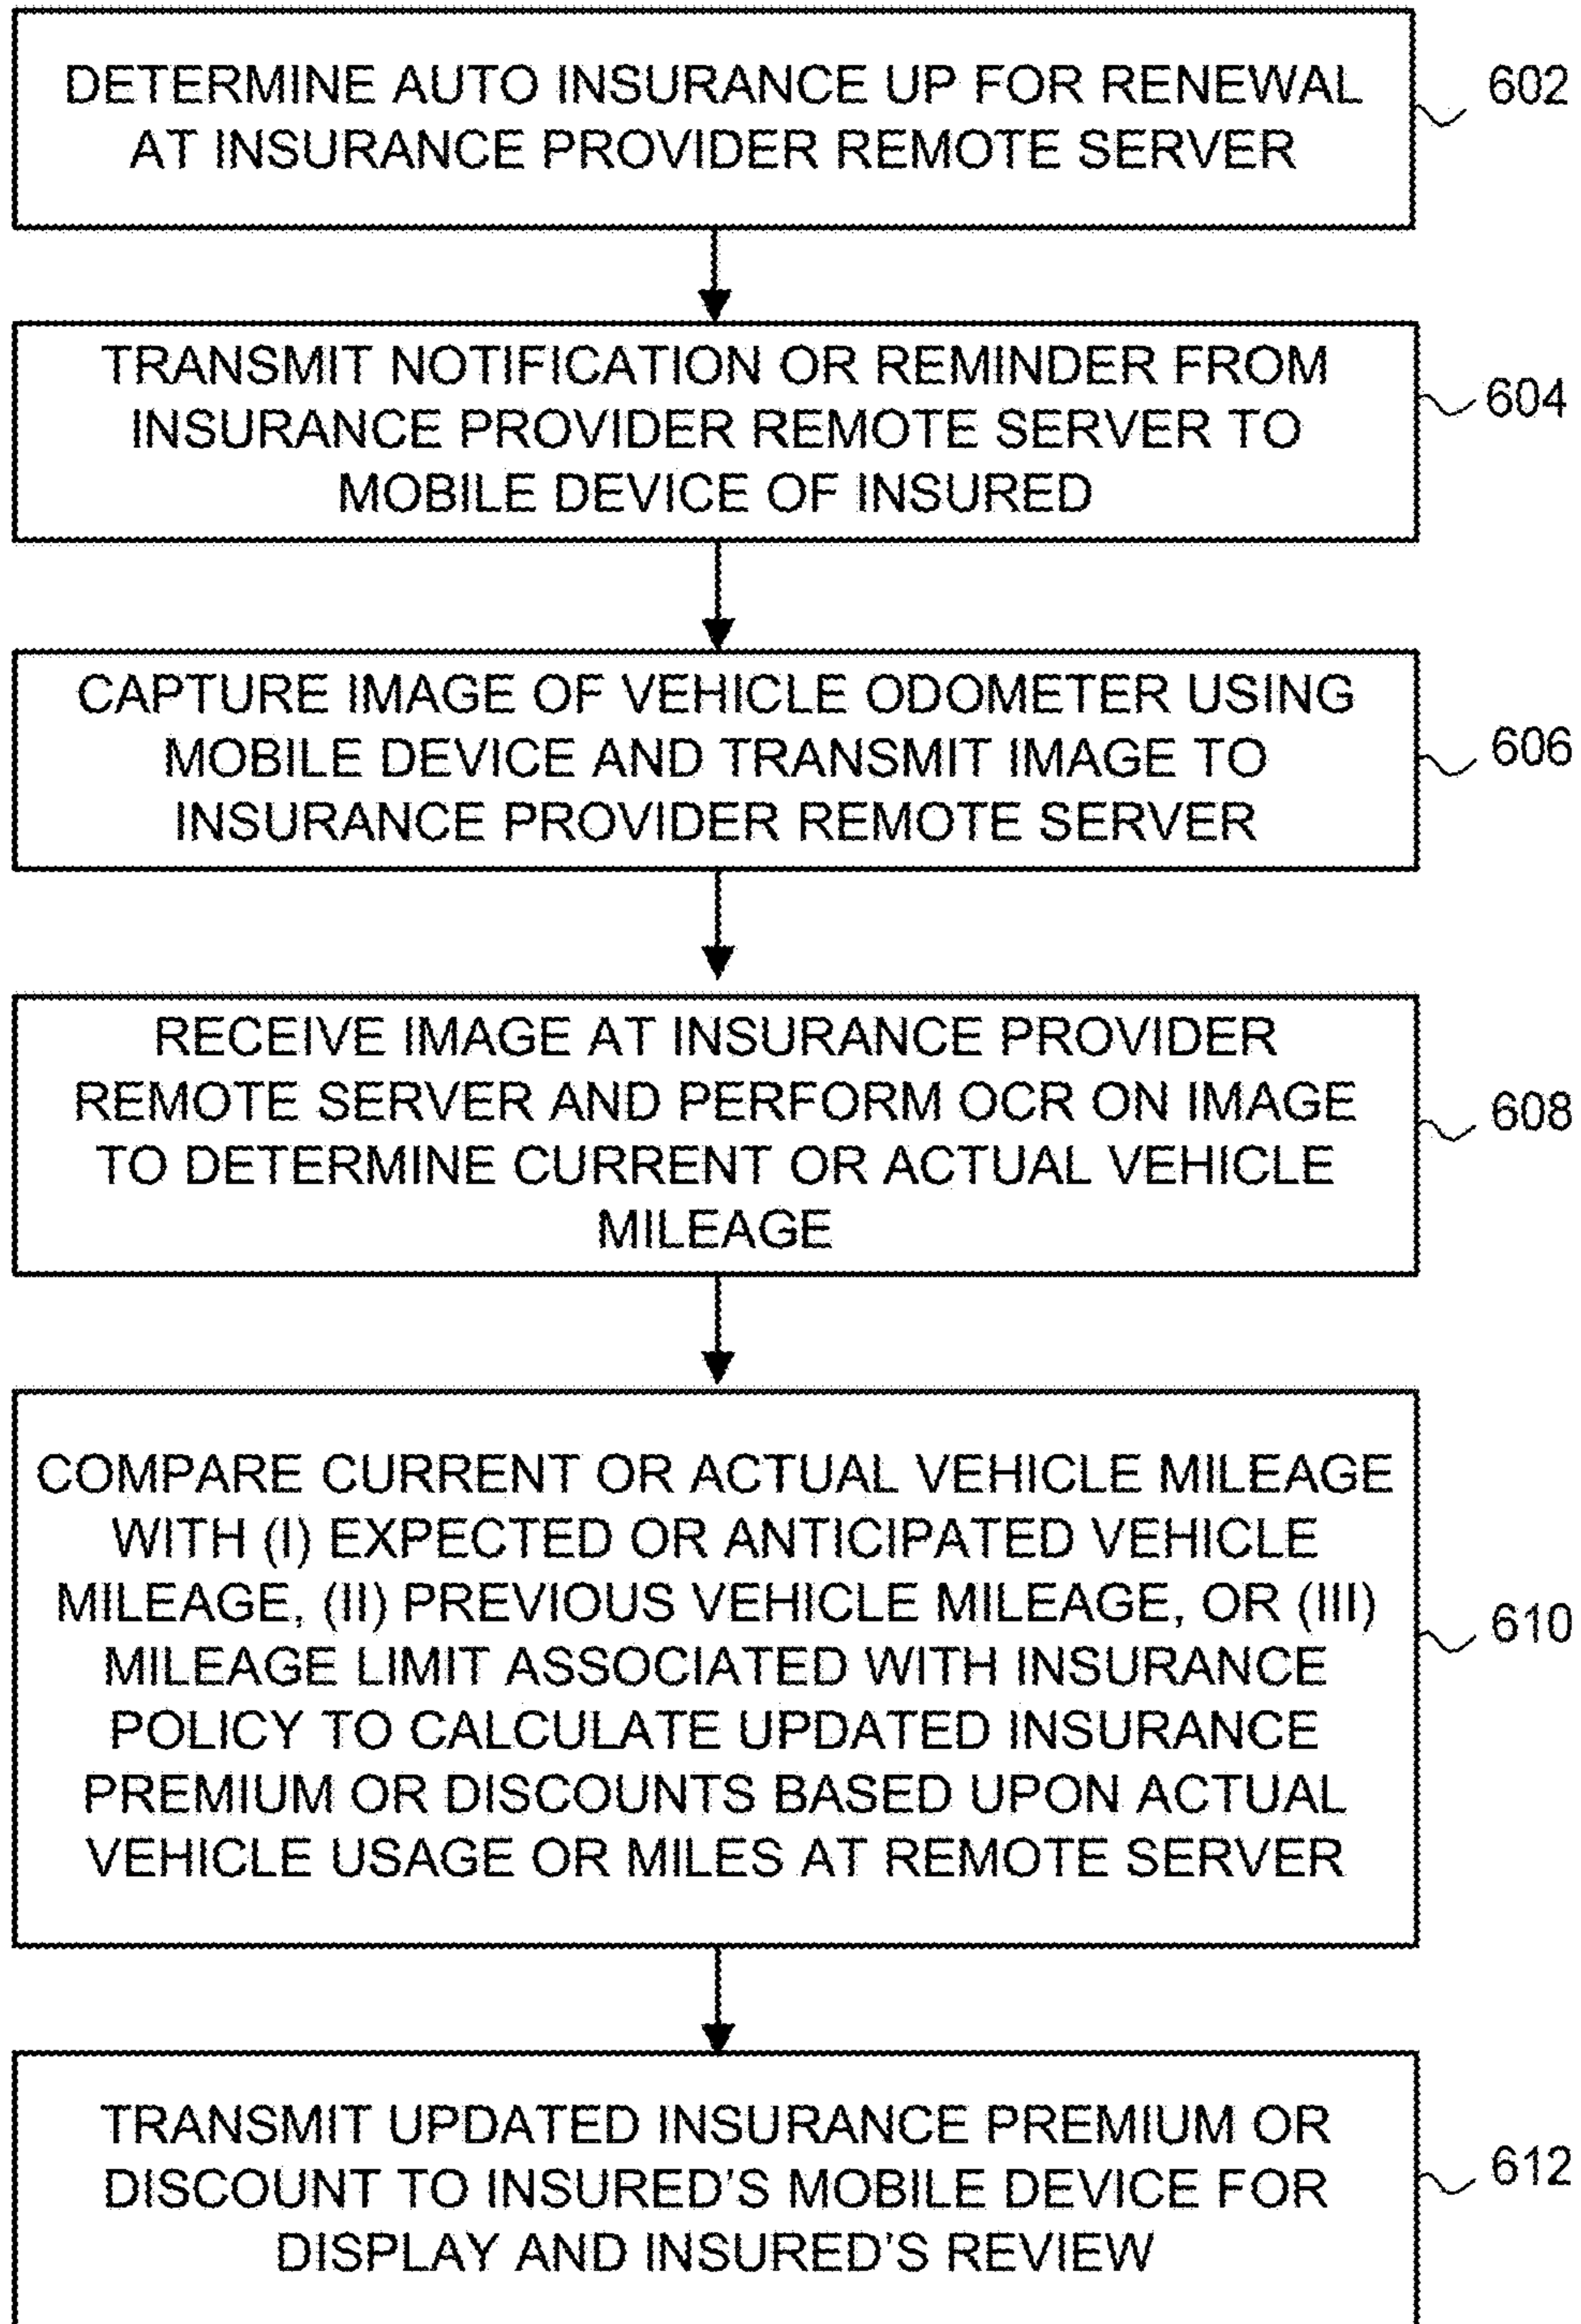 DETERMINE AUTO INSURANCE UP FOR RENEWAL
AT INSURANCE PROVIDER REMOTE SERVER
602
TRANSMIT NOTIFICATION OR REMINDER FROM
INSURANCE PROVIDER REMOTE SERVER TO
MOBILE DEVICE OF INSURED
604
CAPTURE IMAGE OF VEHICLE ODOMETER USING
MOBILE DEVICE AND TRANSMIT IMAGE TO
INSURANCE PROVIDER REMOTE SERVER
606
RECEIVE IMAGE AT INSURANCE PROVIDER
REMOTE SERVER AND PERFORM OCR ON IMAGE
TO DETERMINE CURRENT OR ACTUAL VEHICLE
MILEAGE
608
COMPARE CURRENT OR ACTUAL VEHICLE MILEAGE
WITH (I) EXPECTED OR ANTICIPATED VEHICLE
MILEAGE, (II) PREVIOUS VEHICLE MILEAGE, OR (III)
MILEAGE LIMIT ASSOCIATED WITH INSURANCE
POLICY TO CALCULATE UPDATED INSURANCE
PREMIUM OR DISCOUNTS BASED UPON ACTUAL
VEHICLE USAGE OR MILES AT REMOTE SERVER
610
TRANSMIT UPDATED INSURANCE PREMIUM OR
DISCOUNT TO INSURED'S MOBILE DEVICE FOR
DISPLAY AND INSURED'S REVIEW
612